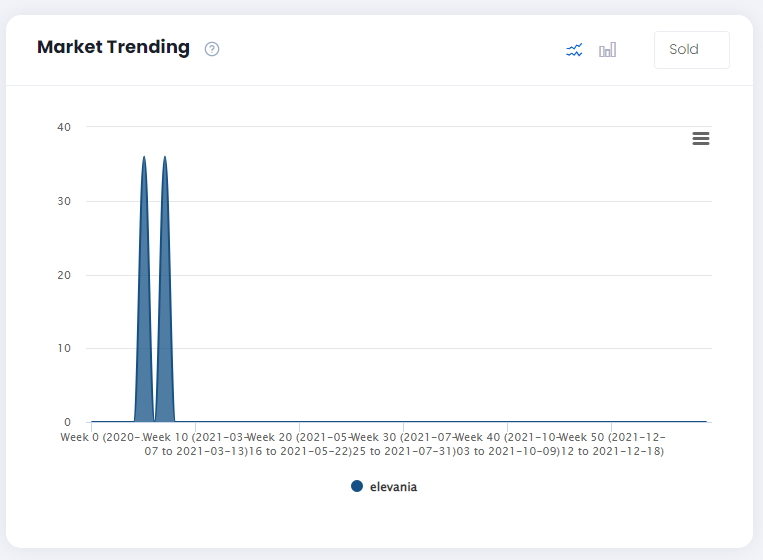 Market Trending ?
Sold
40
30
20
10
0
Week 0 (2020-…
Week 10 (2021-03-
07 to 2021-03-13)
Week 20 (2021-05-
16 to 2021-05-22)
Week 30 (2021-07-
25 to 2021-07-31)
Week 40 (2021-10-
03 to 2021-10-09)
Week 50 (2021-12-
12 to 2021-12-18)
elevania